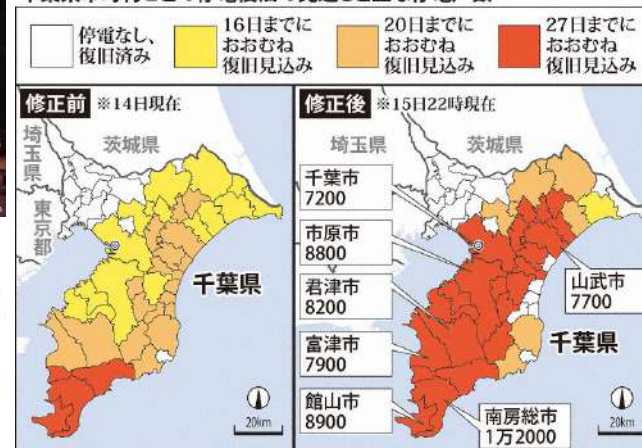 停電なし、
復旧済み
16日までに
おおむね
復旧見込み
20日までに
おおむね
復旧見込み
27日までに
おおむね
復旧見込み
修正前 ※14日現在
埼玉県
茨城県
東京都
千葉県
20km
修正後 ※15日22時現在
埼玉県
茨城県
千葉市
7200
市原市
8800
君津市
8200
富津市
7900
館山市
8900
山武市
7700
千葉県
南房総市
1万2000
20km